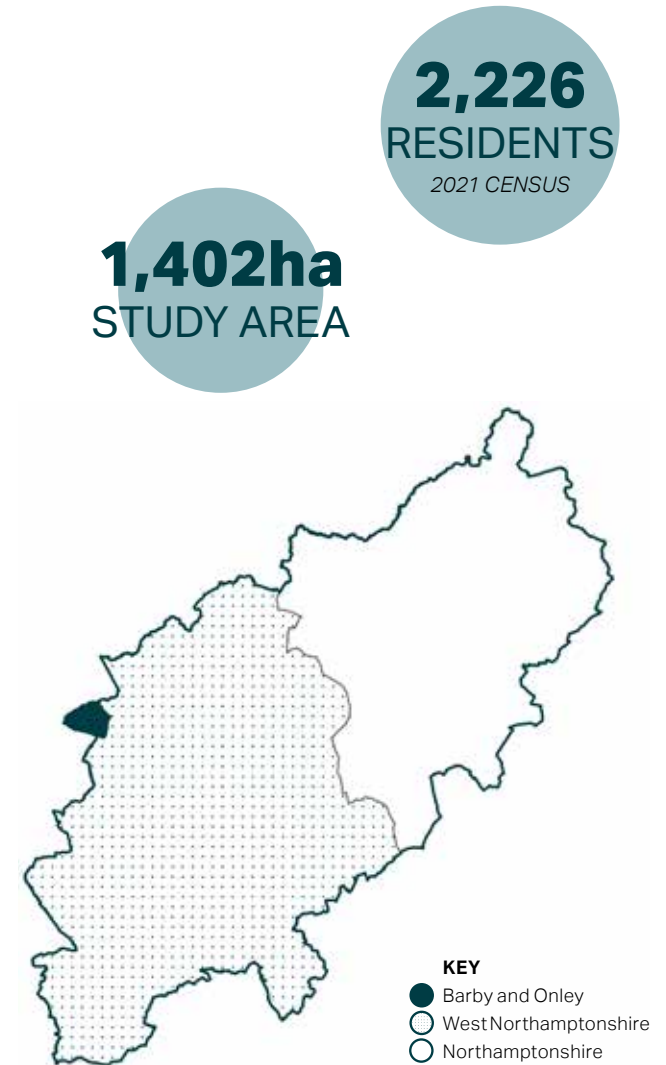 2,226
RESIDENTS
2021 CENSUS
1,402ha
STUDY AREA
KEY
Barby and Onley
West Northamptonshire
Northamptonshire